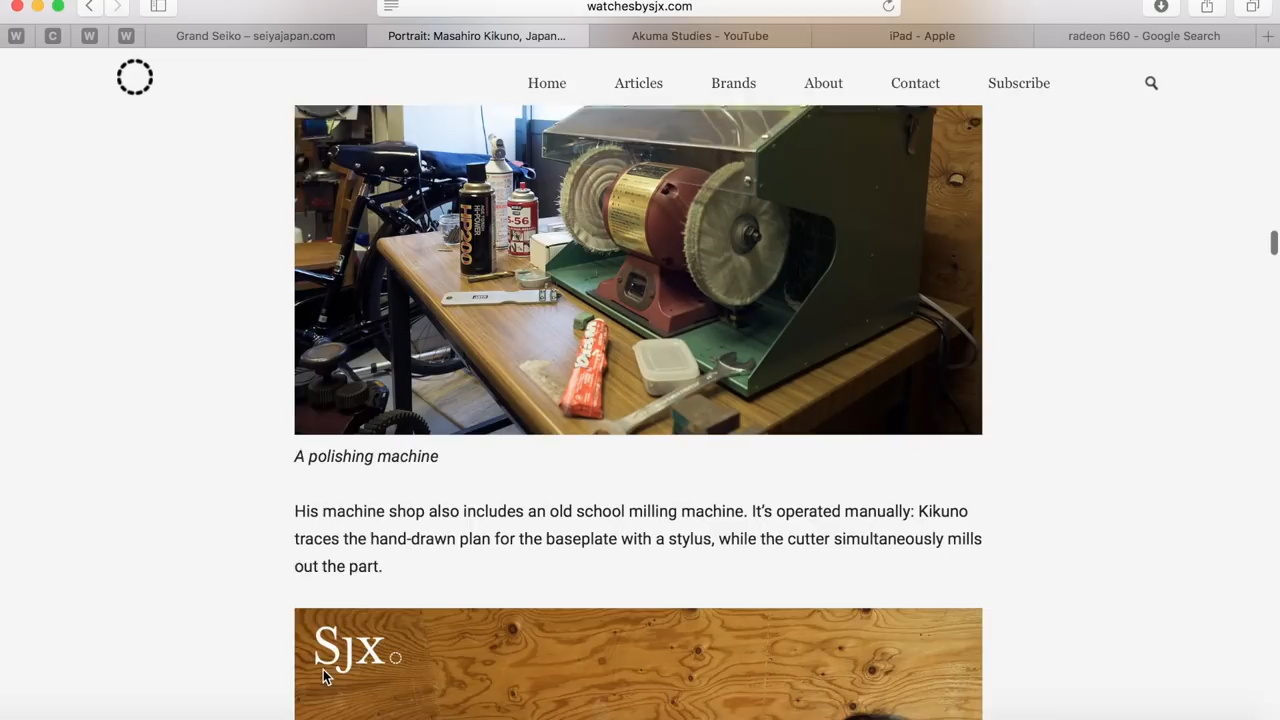 watchesbysjx.com
W C W W Grand Seiko – seiyajapan.com Portrait: Masahiro Kikuno, Japan... Akuma Studies - YouTube iPad - Apple radeon 560 - Google Search
Home Articles Brands About Contact Subscribe
HP200
5-56
A polishing machine
His machine shop also includes an old school milling machine. It’s operated manually: Kikuno
traces the hand-drawn plan for the baseplate with a stylus, while the cutter simultaneously mills
out the part.
Sjx